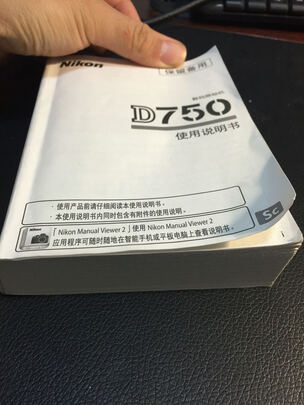 Nikon
保留备用
数码照相机
D750
使用说明书
· 使用产品前请仔细阅读本使用说明书。
· 本使用说明书内同时包含有附件的使用说明。
「Nikon Manual Viewer 2」使用 Nikon Manual Viewer 2
应用程序可随时随地在智能手机或平板电脑上查看说明书。
Sc